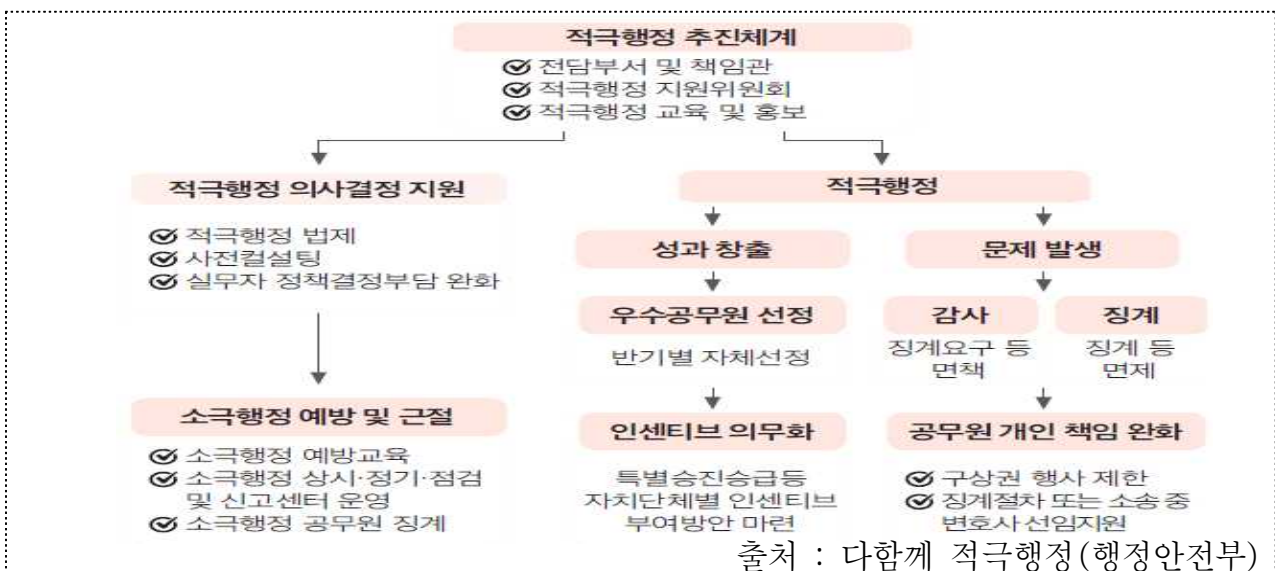 적극행정 추진체계
전담부서 및 책임관
적극행정 지원위원회
적극행정 교육 및 홍보
적극행정 의사결정 지원
적극행정 법제
사전컬설팅
실무자 정책결정부담 완화
소극행정 예방 및 근절
소극행정 예방교육
소극행정 상시·정기·점검
및 신고센터 운영
소극행정 공무원 징계
적극행정
성과 창출
우수공무원 선정
반기별 자체선정
인센티브 의무화
특별승진승급등
자치단체별 인센티브
부여방안 마련
문제 발생
감사
징계요구 등
면책
징계
징계 등
면제
공무원 개인 책임 완화
구상권 행사 제한
징계절차 또는 소송 중
변호사 선임지원
출처 : 다함께 적극행정(행정안전부)